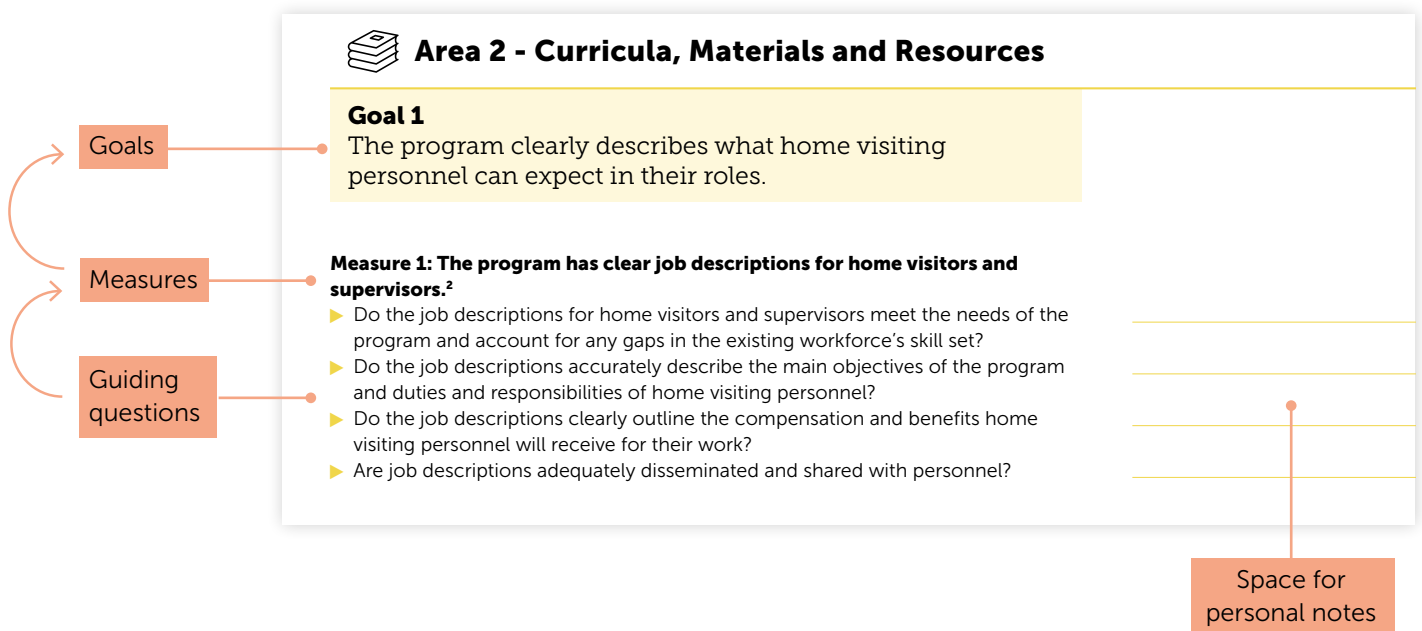 Area 2 - Curricula, Materials and Resources
Goals
Goal 1
The program clearly describes what home visiting
personnel can expect in their roles.
Measures
Measure 1: The program has clear job descriptions for home visitors and
supervisors.²
Guiding
questions
▶ Do the job descriptions for home visitors and supervisors meet the needs of the
program and account for any gaps in the existing workforce’s skill set?
▶ Do the job descriptions accurately describe the main objectives of the program
and duties and responsibilities of home visiting personnel?
▶ Do the job descriptions clearly outline the compensation and benefits home
visiting personnel will receive for their work?
▶ Are job descriptions adequately disseminated and shared with personnel?
Space for
personal notes